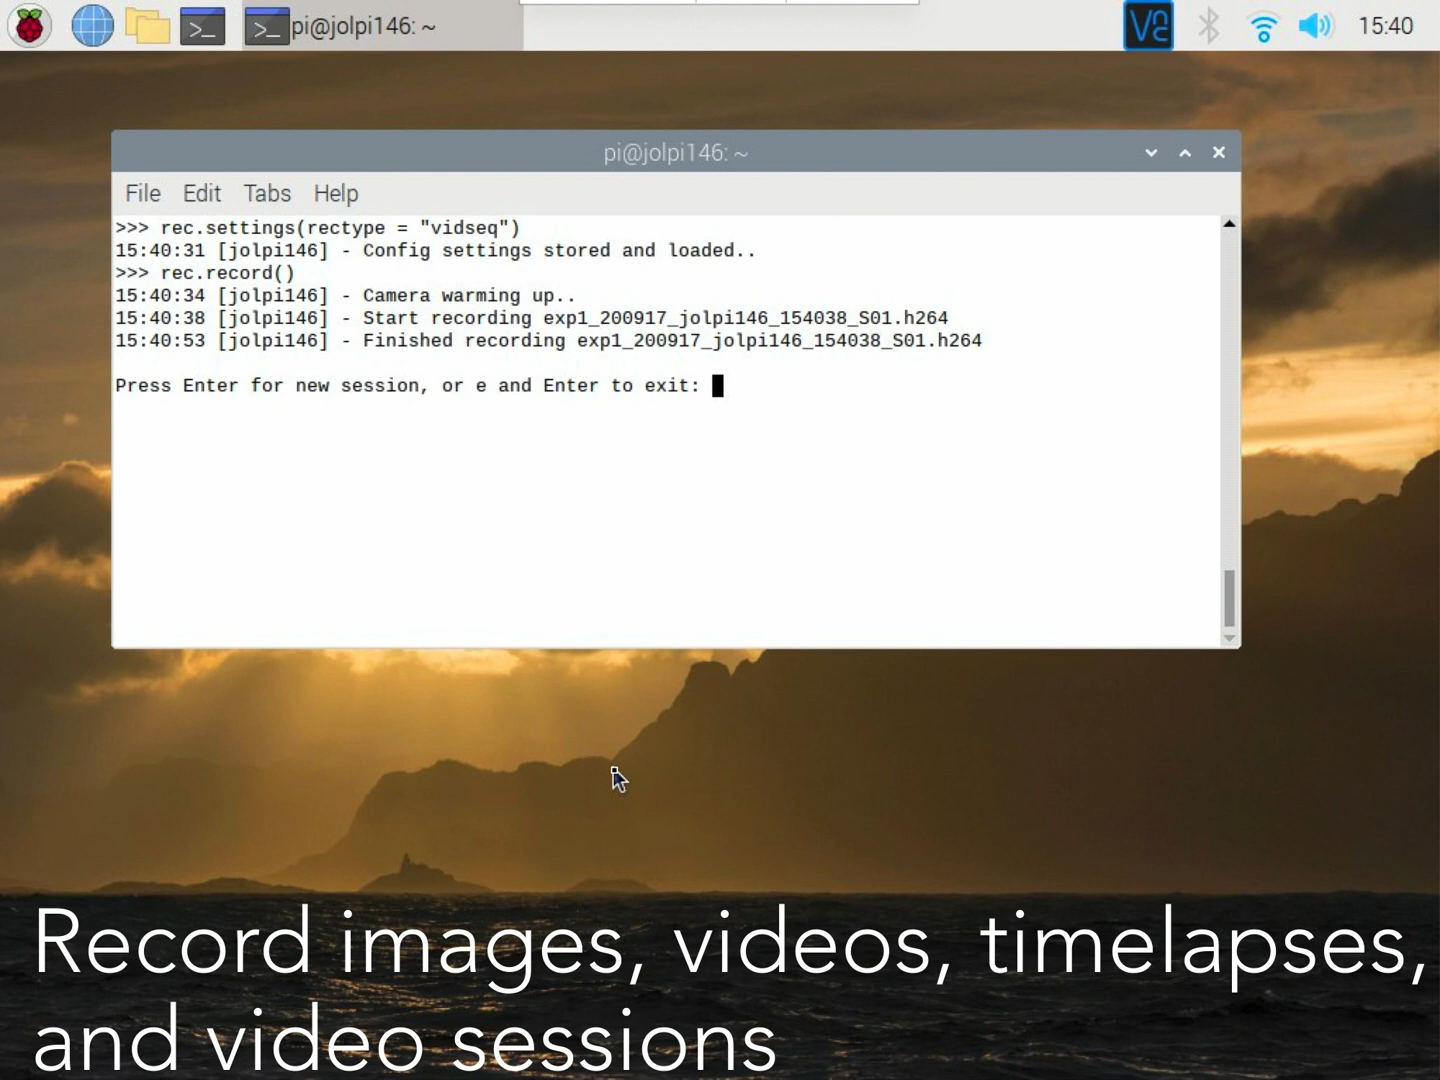 pi@jolpi146: ~
VNC
15:40
pi@jolpi146: ~
File Edit Tabs Help
>>> rec.settings(rectype = "vidseq")
15:40:31 [jolpi146] - Config settings stored and loaded..
>>> rec.record()
15:40:34 [jolpi146] - Camera warming up..
15:40:38 [jolpi146] - Start recording exp1_200917_jolpi146_154038_S01.h264
15:40:53 [jolpi146] - Finished recording exp1_200917_jolpi146_154038_S01.h264
Press Enter for new session, or e and Enter to exit:
Record images, videos, timelapses,
and video sessions